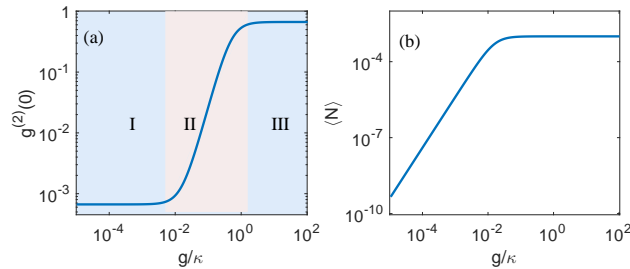 (a)
g⁽²⁾(0)
1
10⁻¹
10⁻²
10⁻³
I II III
10⁻⁴ 10⁻² 10⁰ 10²
g/κ
(b)
⟨N⟩
10⁻⁴
10⁻⁷
10⁻¹⁰
10⁻⁴ 10⁻² 10⁰ 10²
g/κ